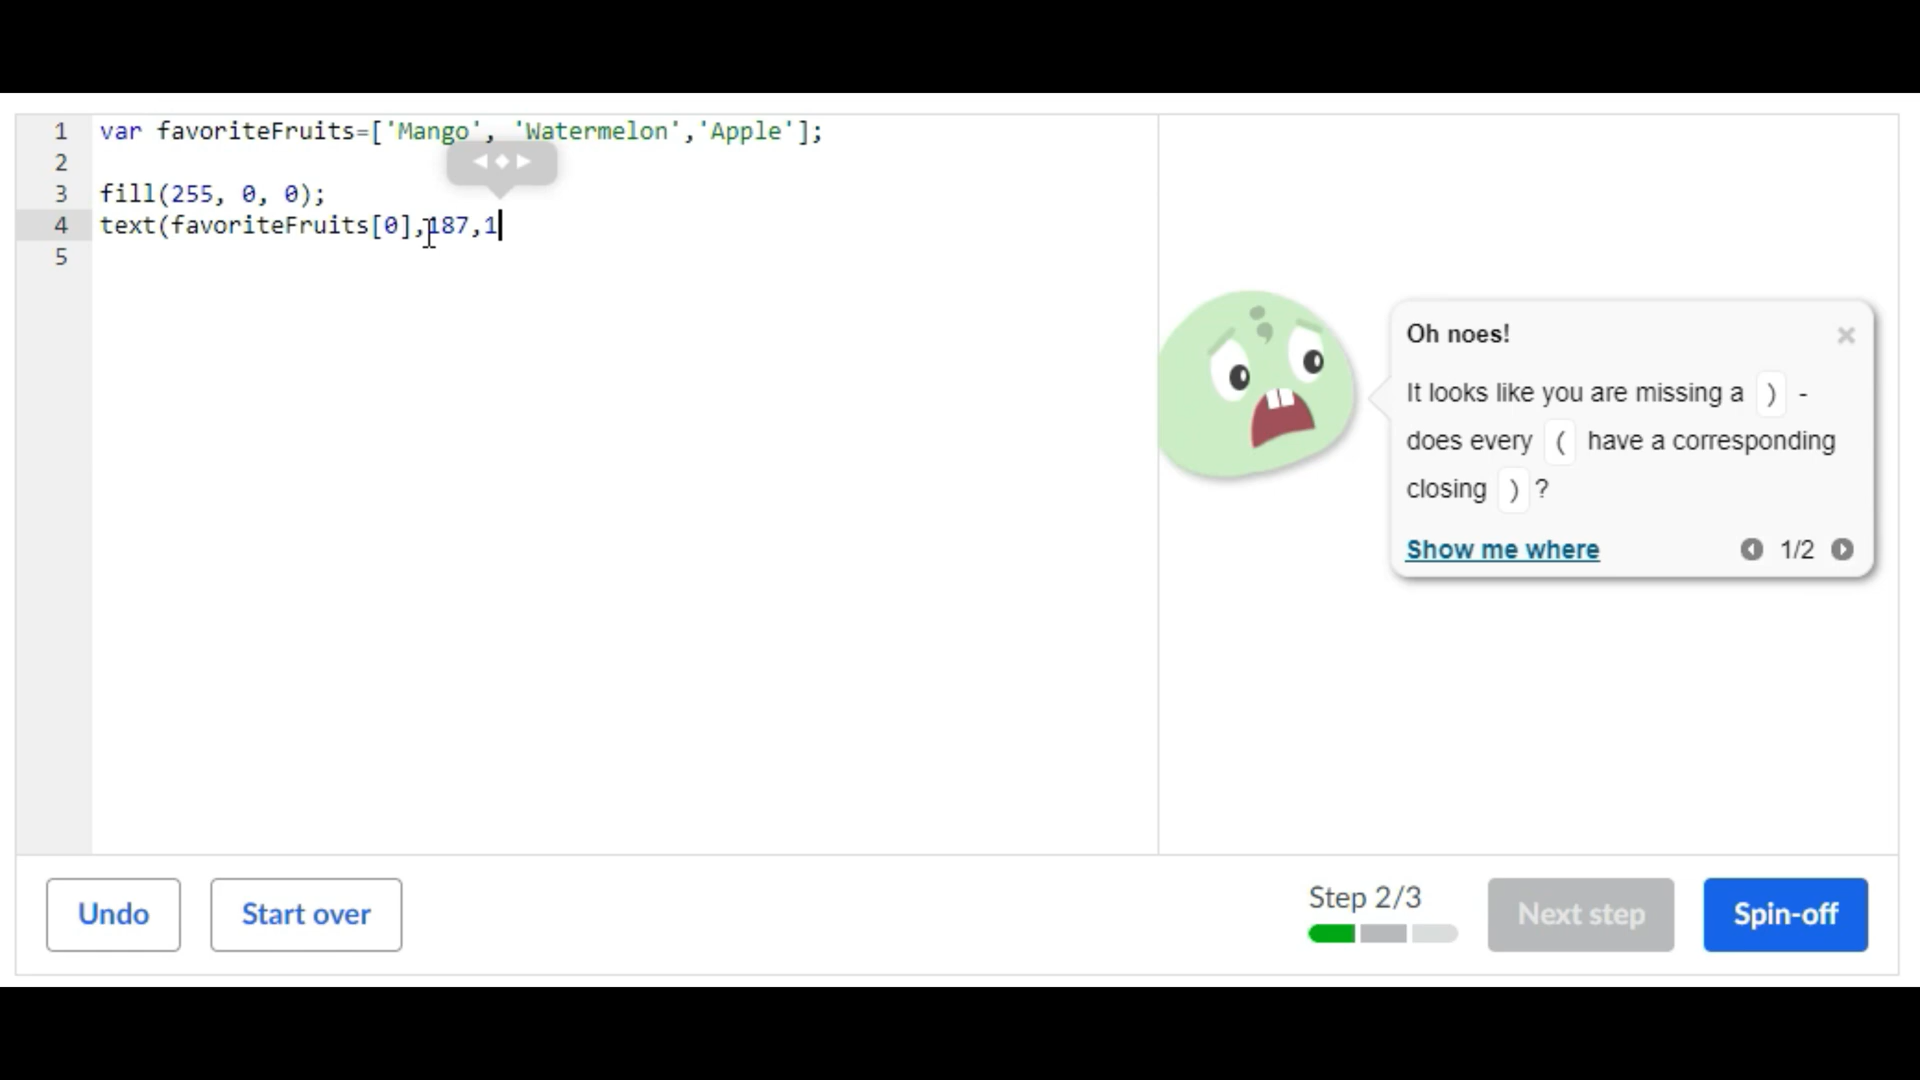 1 var favoriteFruits=['Mango', 'Watermelon','Apple'];
2
3 fill(255, 0, 0);
4 text(favoriteFruits[0],187,1
5
Oh noes!
It looks like you are missing a ) -
does every ( have a corresponding
closing ) ?
Show me where 1/2
Undo
Start over
Step 2/3
Next step
Spin-off